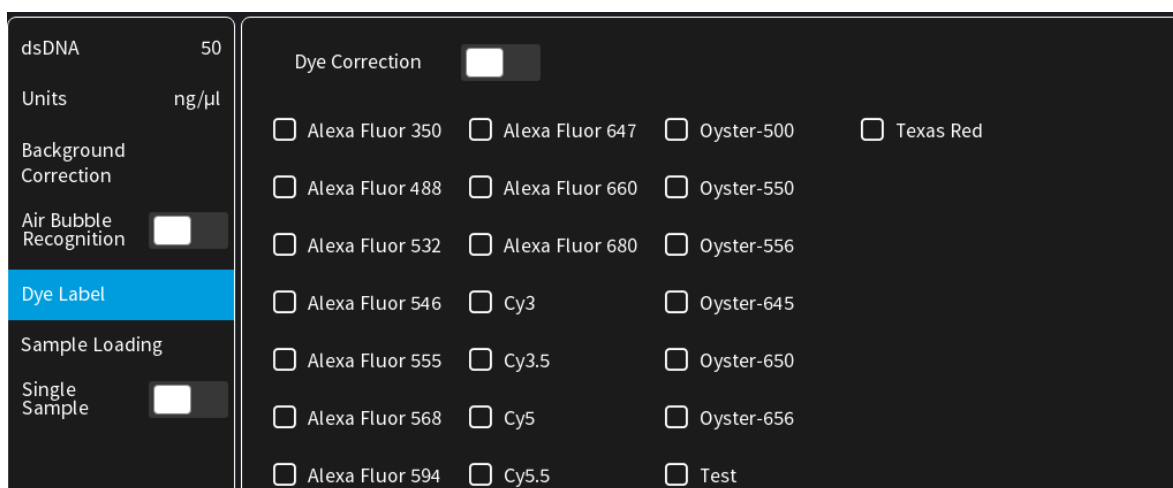 dsDNA 50
Units ng/µl
Background
Correction
Air Bubble
Recognition
Dye Label
Sample Loading
Single
Sample
Dye Correction
Alexa Fluor 350 Alexa Fluor 647 Oyster-500 Texas Red
Alexa Fluor 488 Alexa Fluor 660 Oyster-550
Alexa Fluor 532 Alexa Fluor 680 Oyster-556
Alexa Fluor 546 Cy3 Oyster-645
Alexa Fluor 555 Cy3.5 Oyster-650
Alexa Fluor 568 Cy5 Oyster-656
Alexa Fluor 594 Cy5.5 Test